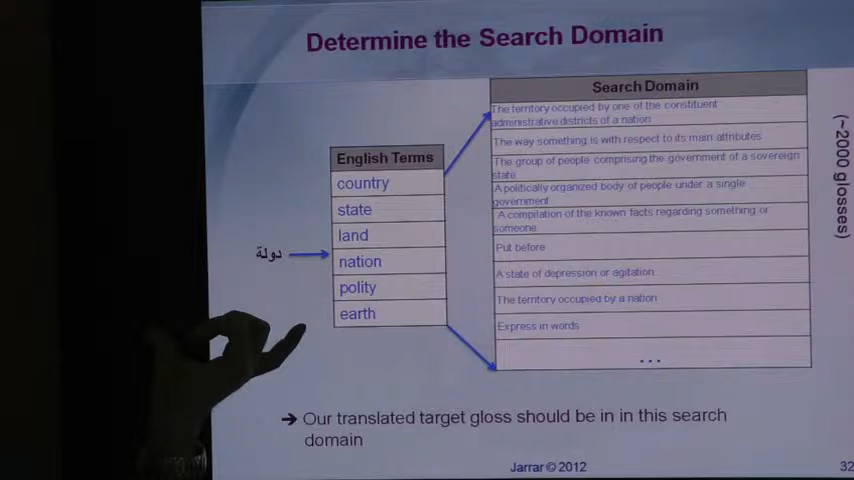 Determine the Search Domain
دولة
English Terms
country
state
land
nation
polity
earth
Search Domain
The territory occupied by one of the constituent
administrative districts of a nation
The way something is with respect to its main attributes
The group of people comprising the government of a sovereign
state
A politically organized body of people under a single
government
A compilation of the known facts regarding something or
someone
Put before
A state of depression or agitation
The territory occupied by a nation
Express in words
...
(~2000 glosses)
➔ Our translated target gloss should be in in this search
domain
Jarrar © 2012
32